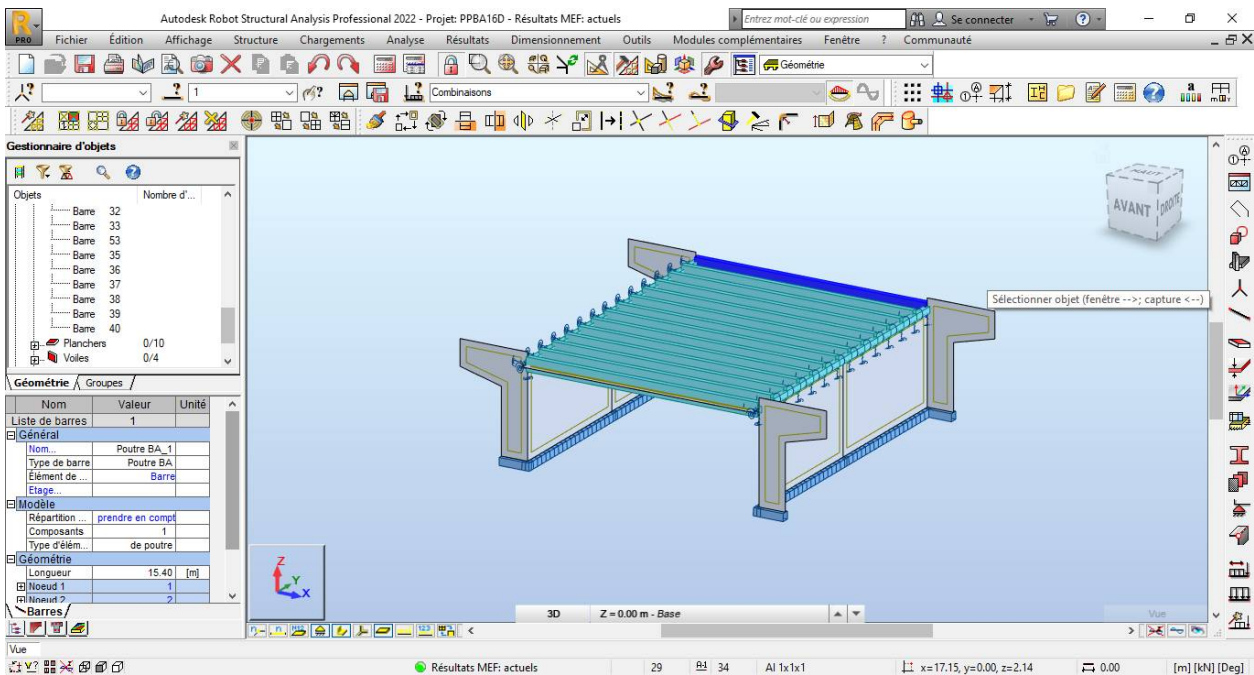 Autodesk Robot Structural Analysis Professional 2022 - Projet: PPBA16D - Résultats MEF: actuels
Entrez mot-clé ou expression
Se connecter
PRO
Fichier Édition Affichage Structure Chargements Analyse Résultats Dimensionnement Outils Modules complémentaires Fenêtre ? Communauté
Géométrie
1
Combinaisons
Gestionnaire d'objets
Objets Nombre d'...
Barre 32
Barre 33
Barre 53
Barre 35
Barre 36
Barre 37
Barre 38
Barre 39
Barre 40
Planchers 0/10
Voiles 0/4
Géométrie Groupes
Nom Valeur Unité
Liste de barres 1
Général
Nom... Poutre BA_1
Type de barre Poutre BA
Élément de ... Barre
Etage...
Modèle
Répartition ... prendre en compt
Composants 1
Type d'élém... de poutre
Géométrie
Longueur 15.40 [m]
Noeud 1 1
Noeud 2 2
Barres
HAUT
AVANT
DROITE
Sélectionner objet (fenêtre -->; capture <--)
Z
Y
X
3D Z = 0.00 m - Base
Vue
Vue
Résultats MEF: actuels 29 34 Al 1x1x1 x=17.15, y=0.00, z=2.14 0.00 [m] [kN] [Deg]